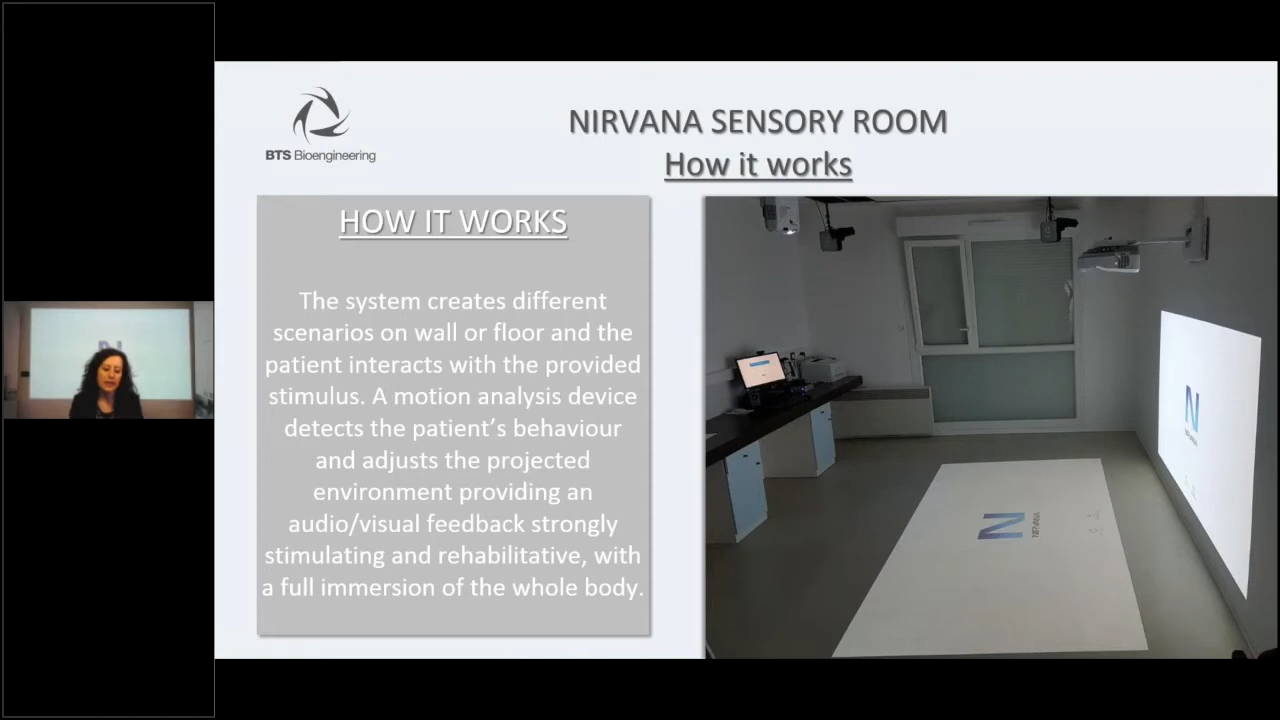 BTS Bioengineering
NIRVANA SENSORY ROOM
How it works
HOW IT WORKS
The system creates different
scenarios on wall or floor and the
patient interacts with the provided
stimulus. A motion analysis device
detects the patient’s behaviour
and adjusts the projected
environment providing an
audio/visual feedback strongly
stimulating and rehabilitative, with
a full immersion of the whole body.
N
NIRVANA
N
NIRVANA